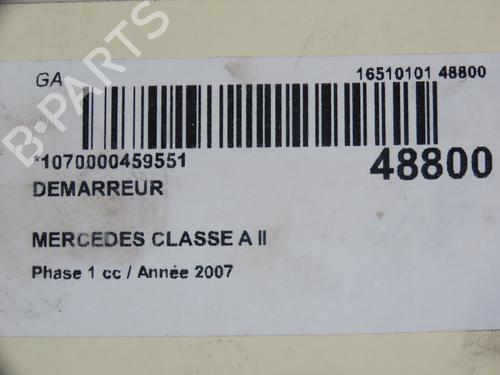 GA
16510101 48800
*1070000459551
48800
DEMARREUR
MERCEDES CLASSE A II
Phase 1 cc / Année 2007
B-PARTS